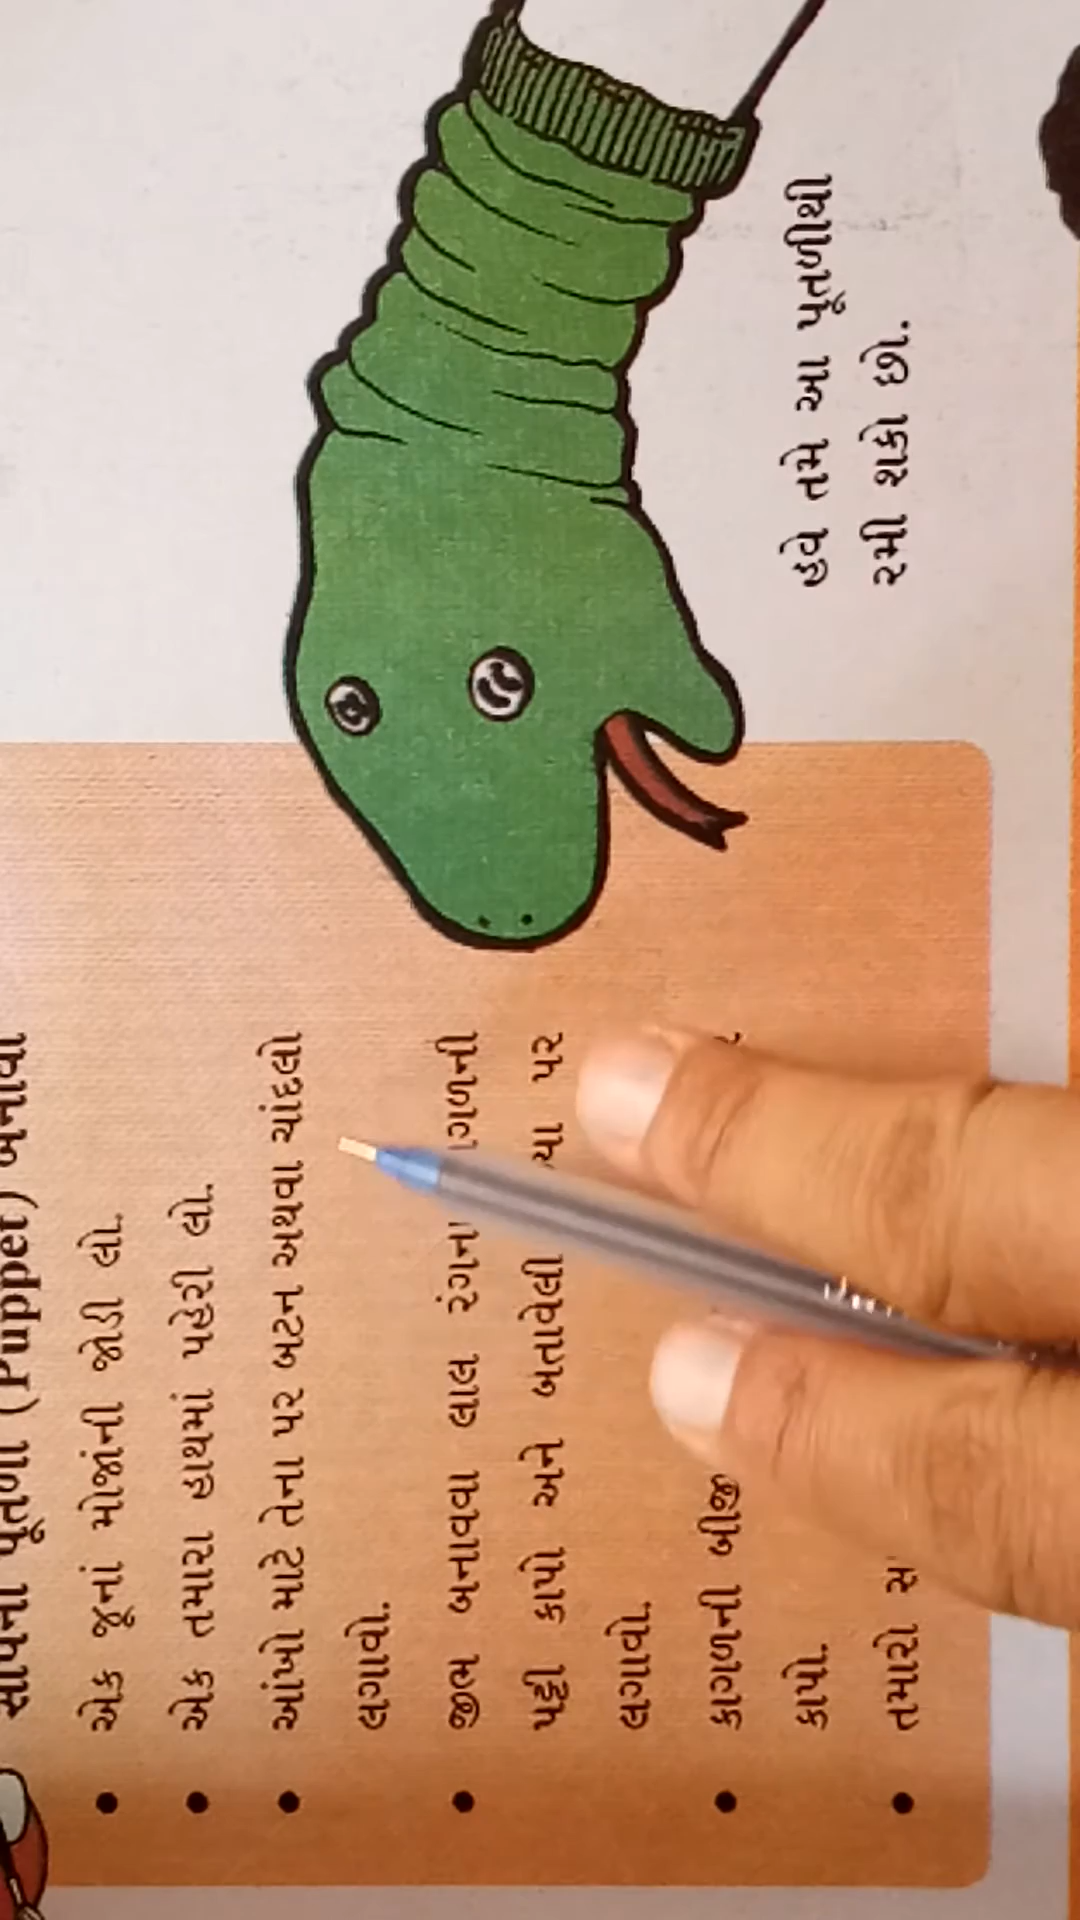 સાપની પૂતળી (Puppet) બનાવો
એક જૂનાં મોજાંની જોડી લો.
એક તમારા હાથમાં પહેરી લો.
આંખો માટે તેના પર બટન અથવા ચાંદલો
લગાવો.
જીભ બનાવવા લાલ રંગના ગળની
પટ્ટી કાપો અને બતાવેલી પર
લગાવો.
કાગળની બીજી
કાપો.
તમારો
હવે તમે આ પૂતળીથી
રમી શકો છો.